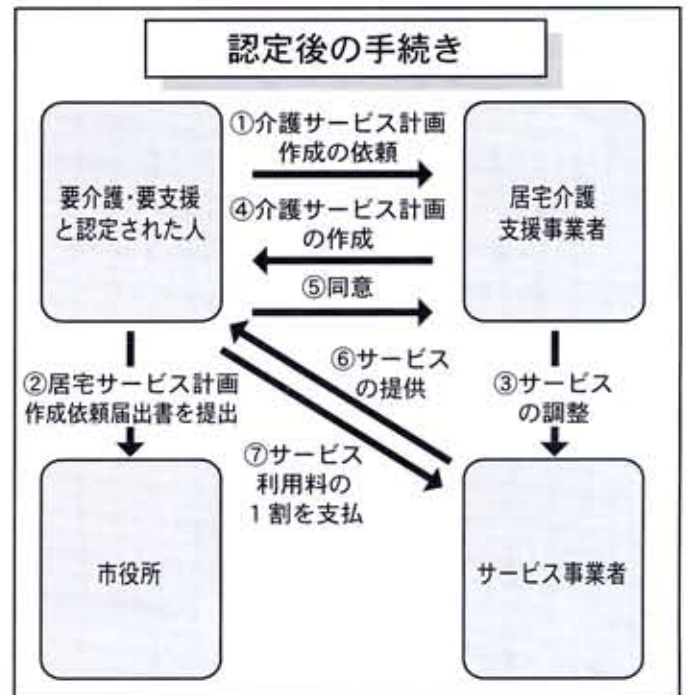 認定後の手続き
要介護・要支援
と認定された人
①介護サービス計画
作成の依頼
居宅介護
支援事業者
④介護サービス計画
の作成
⑤同意
②居宅サービス計画
作成依頼届出書を提出
⑥サービス
の提供
③サービス
の調整
⑦サービス
利用料の
1割を支払
市役所
サービス事業者